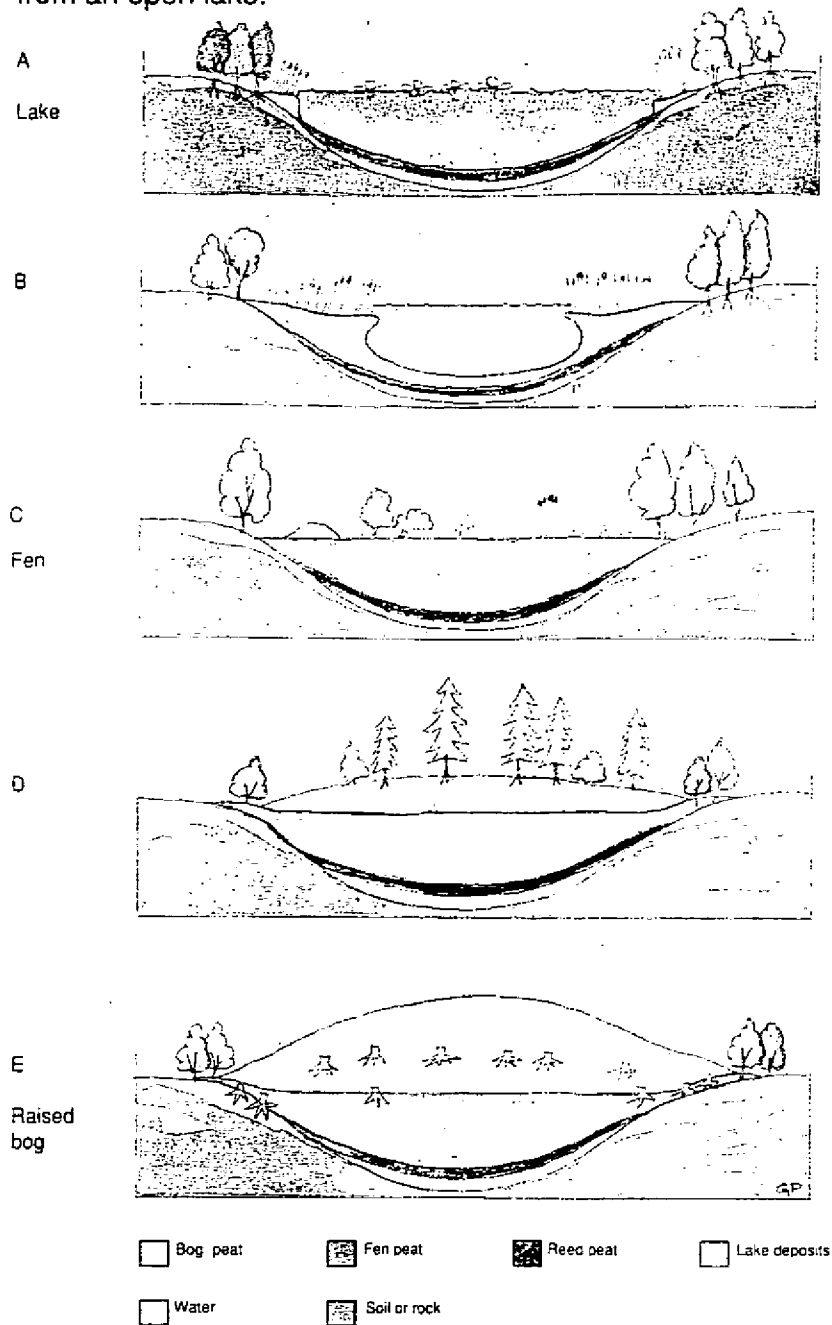 from an open lake.
A
Lake
B
C
Fen
D
E
Raised
bog
GP
Bog peat
Fen peat
Reed peat
Lake deposits
Water
Soil or rock